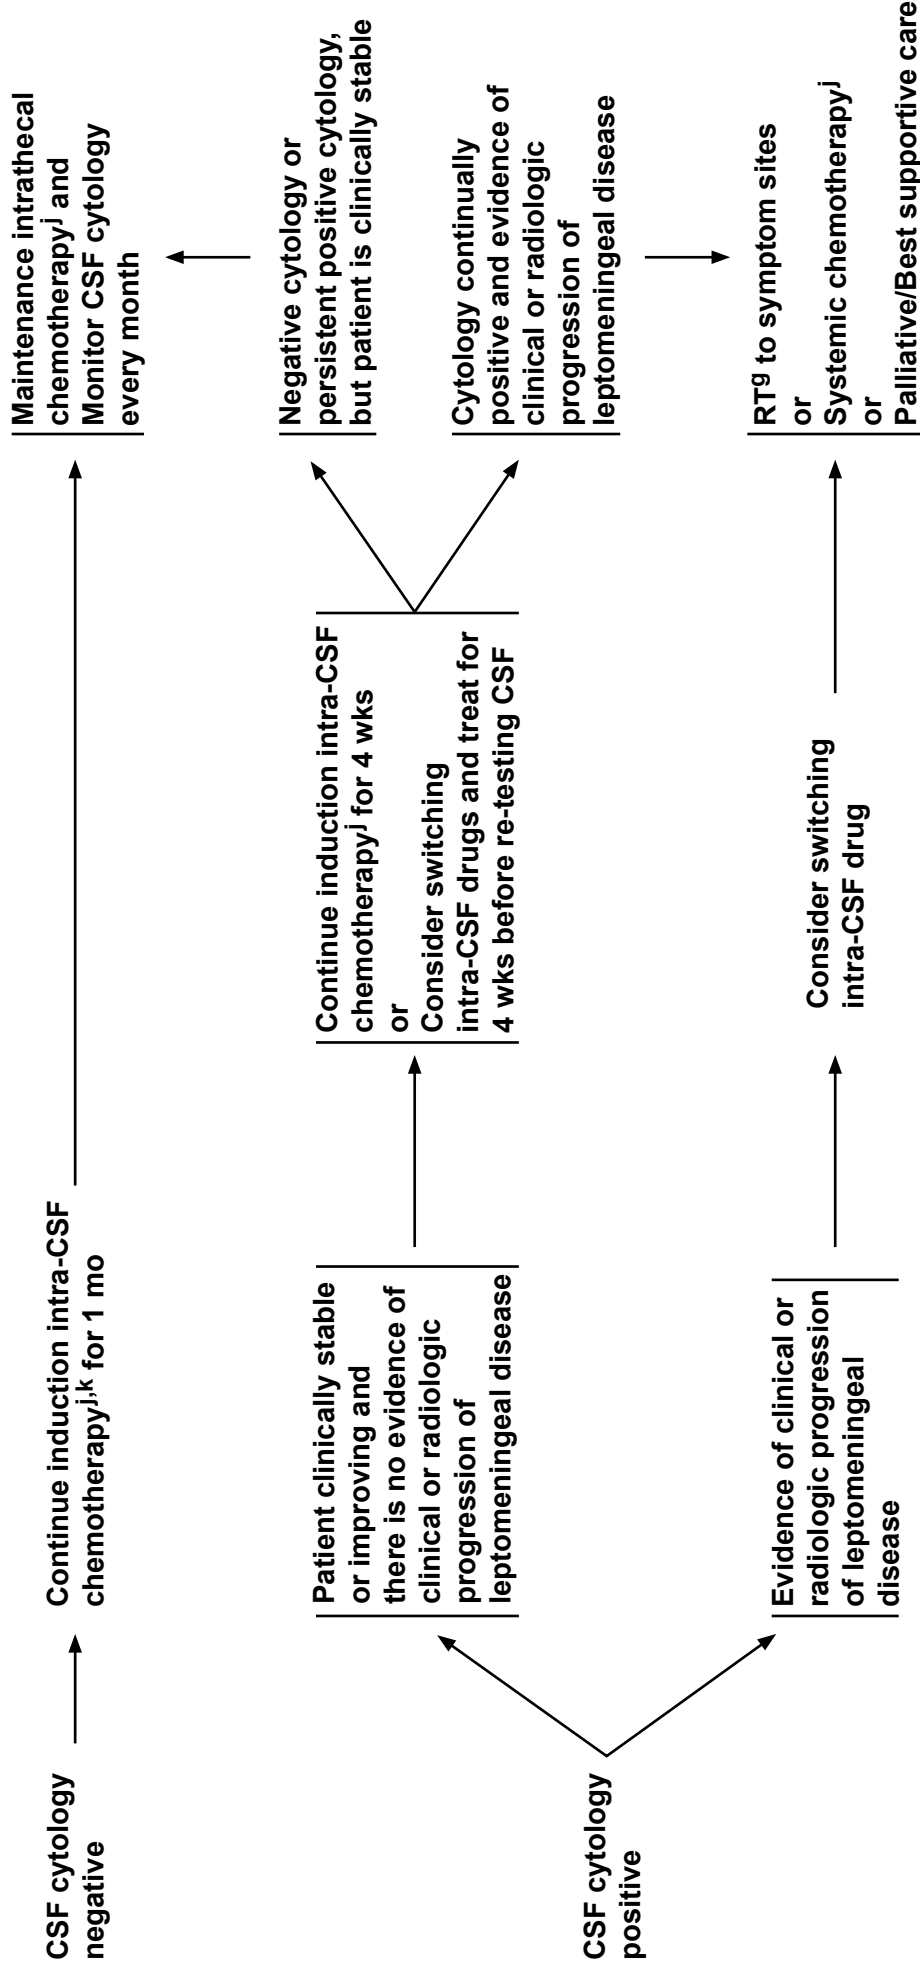 CSF cytology
negative
Continue induction intra-CSF
chemotherapyj,k for 1 mo
Maintenance intrathecal
chemotherapyj and
Monitor CSF cytology
every month
CSF cytology
positive
Patient clinically stable
or improving and
there is no evidence of
clinical or radiologic
progression of
leptomeningeal disease
Continue induction intra-CSF
chemotherapyj for 4 wks
or
Consider switching
intra-CSF drugs and treat for
4 wks before re-testing CSF
Negative cytology or
persistent positive cytology,
but patient is clinically stable
Cytology continually
positive and evidence of
clinical or radiologic
progression of
leptomeningeal disease
Evidence of clinical or
radiologic progression
of leptomeningeal
disease
Consider switching
intra-CSF drug
RTg to symptom sites
or
Systemic chemotherapyj
or
Palliative/Best supportive care